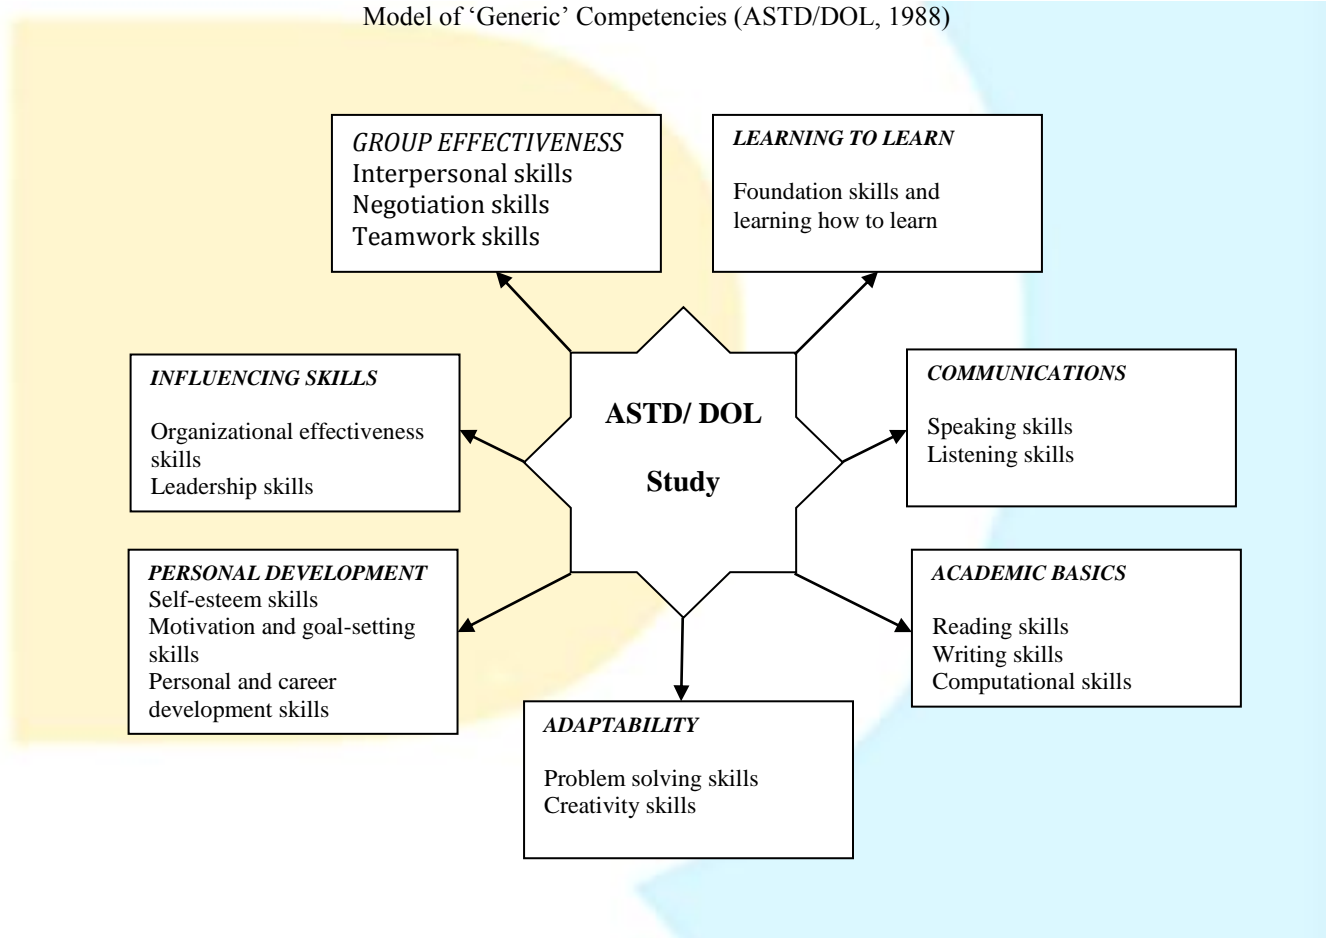 Model of ‘Generic’ Competencies (ASTD/DOL, 1988)
GROUP EFFECTIVENESS
Interpersonal skills
Negotiation skills
Teamwork skills
LEARNING TO LEARN
Foundation skills and
learning how to learn
INFLUENCING SKILLS
Organizational effectiveness
skills
Leadership skills
ASTD/ DOL
Study
COMMUNICATIONS
Speaking skills
Listening skills
PERSONAL DEVELOPMENT
Self-esteem skills
Motivation and goal-setting
skills
Personal and career
development skills
ACADEMIC BASICS
Reading skills
Writing skills
Computational skills
ADAPTABILITY
Problem solving skills
Creativity skills